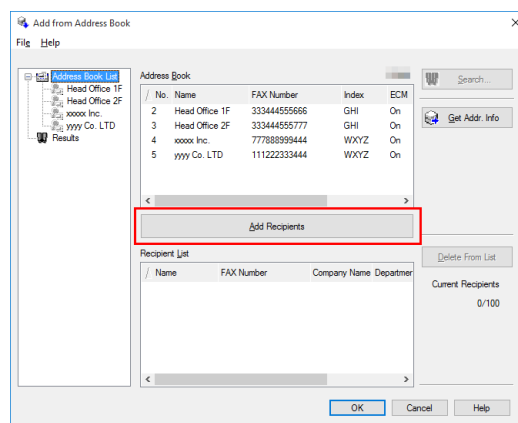 Add from Address Book
File Help
Address Book List
Head Office 1F
Head Office 2F
xxxxx Inc.
yyyy Co. LTD
Results
Address Book
/ No. Name FAX Number Index ECM
2 Head Office 1F 333444555666 GHI On
3 Head Office 2F 333444555777 GHI On
4 xxxxx Inc. 777888999444 WXYZ On
5 yyyy Co. LTD 111222333444 WXYZ On
Add Recipients
Recipient List
/ Name FAX Number Company Name Departmer
Search...
Get Addr. Info
Delete From List
Current Recipients
0/100
OK Cancel Help